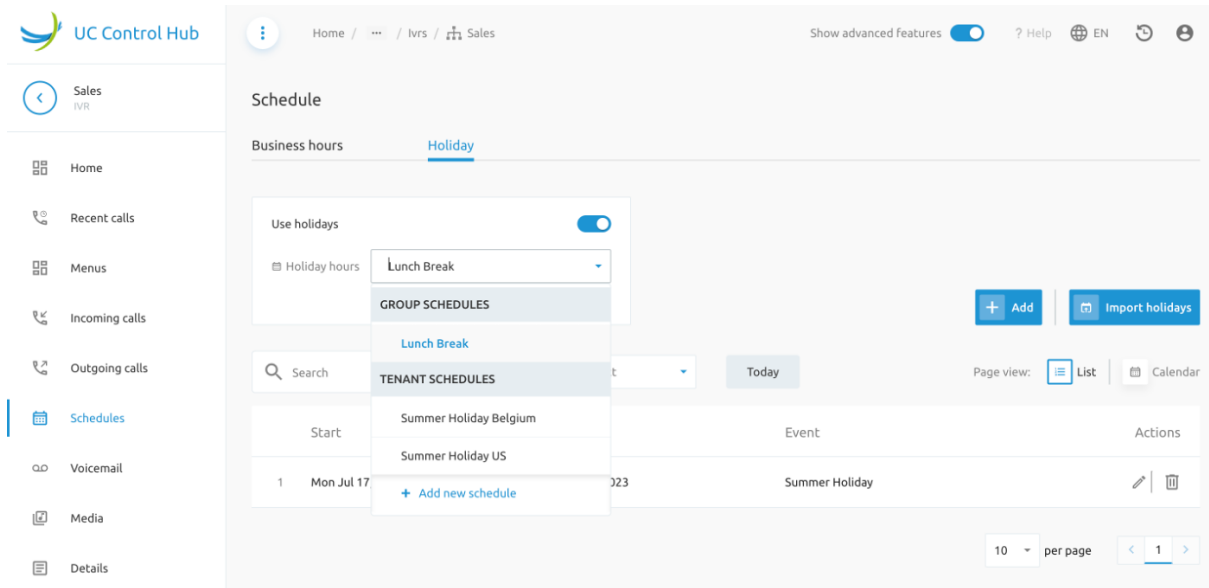 UC Control Hub
Home / ··· / Ivrs / Sales
Show advanced features
? Help
EN
Sales
IVR
Home
Recent calls
Menus
Incoming calls
Outgoing calls
Schedules
Voicemail
Media
Details
Schedule
Business hours
Holiday
Use holidays
Holiday hours
Lunch Break
GROUP SCHEDULES
Lunch Break
TENANT SCHEDULES
Summer Holiday Belgium
Summer Holiday US
+ Add new schedule
+ Add
Import holidays
Search
Today
Page view:
List
Calendar
Start
Event
Actions
1 Mon Jul 17
Summer Holiday
10 per page
< 1 >